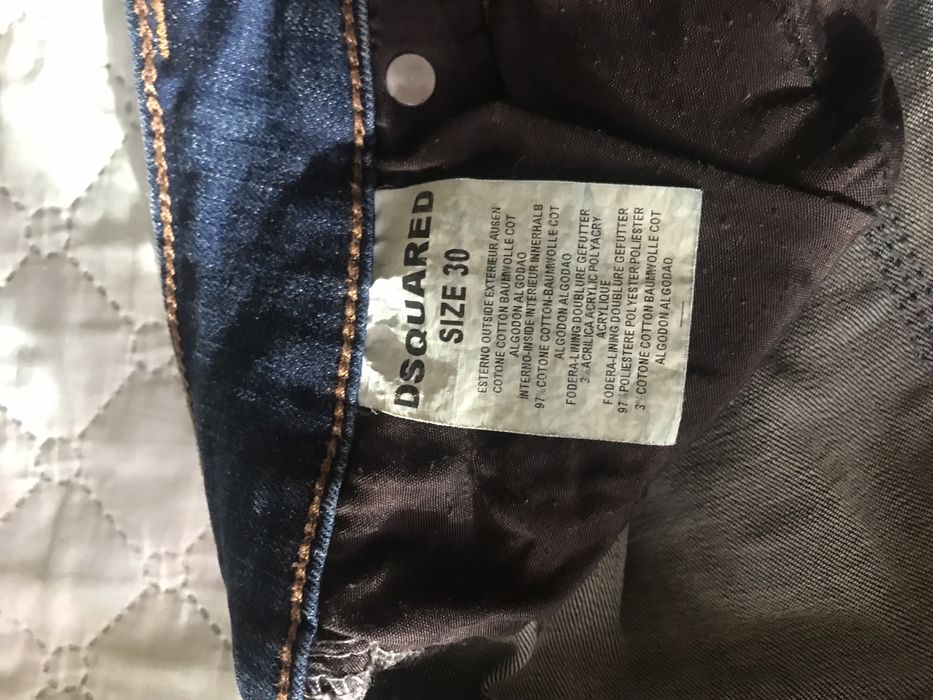 DSQUARED
SIZE 30
ESTERNO OUTSIDE EXTERIEUR AUßEN
COTONE COTTON BAUMWOLLE COT
ALGODON ALGODAO
INTERNO-INSIDE INTERIEUR INNERHALB
97% COTONE COTTON-BAUMWOLLE COT
ALGODON ALGODAO
FODERA-LINING DOUBLURE GEFUTTER
3% ACRILICA ACRYLIC POLYACRY
ACRYLIQUE
FODERA-LINING DOUBLURE GEFUTTER
97% POLIESTERE POLYESTER POLIESTER
3% COTONE COTTON BAUMWOLLE COT
ALGODON ALGODAO